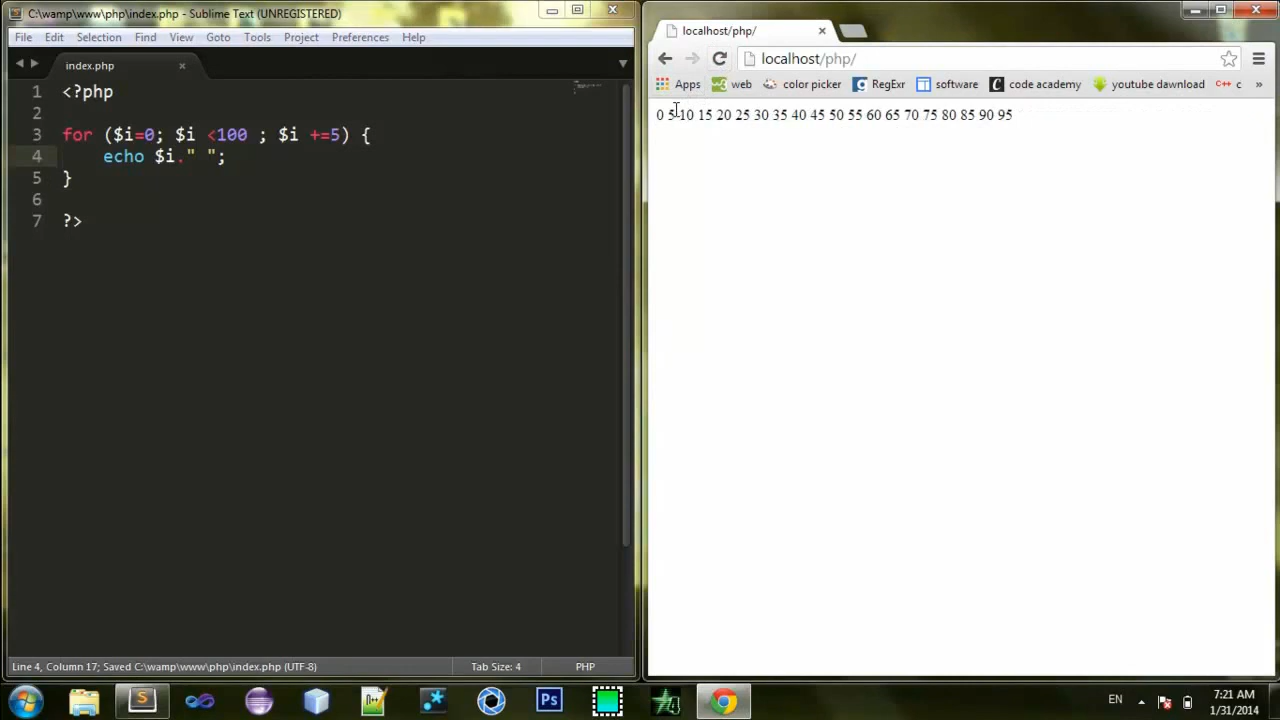 C:\wamp\www\php\index.php - Sublime Text (UNREGISTERED)
File Edit Selection Find View Goto Tools Project Preferences Help
index.php
1 <?php
2
3 for ($i=0; $i <100 ; $i +=5) {
4 echo $i." ";
5 }
6
7 ?>
Line 4, Column 17; Saved C:\wamp\www\php\index.php (UTF-8) Tab Size: 4 PHP
localhost/php/
localhost/php/
Apps web color picker RegExr software code academy youtube dawnload C++ c »
0 5 10 15 20 25 30 35 40 45 50 55 60 65 70 75 80 85 90 95
Ps
EN
7:21 AM
1/31/2014